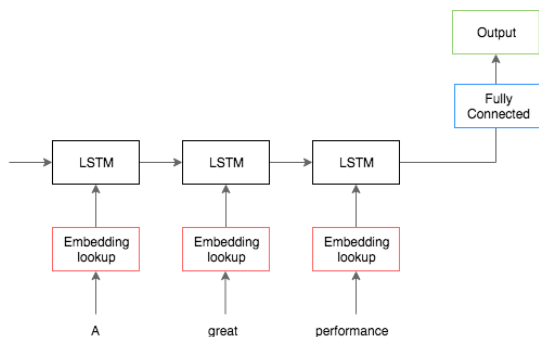 Output
Fully
Connected
LSTM
LSTM
LSTM
Embedding
lookup
Embedding
lookup
Embedding
lookup
A
great
performance